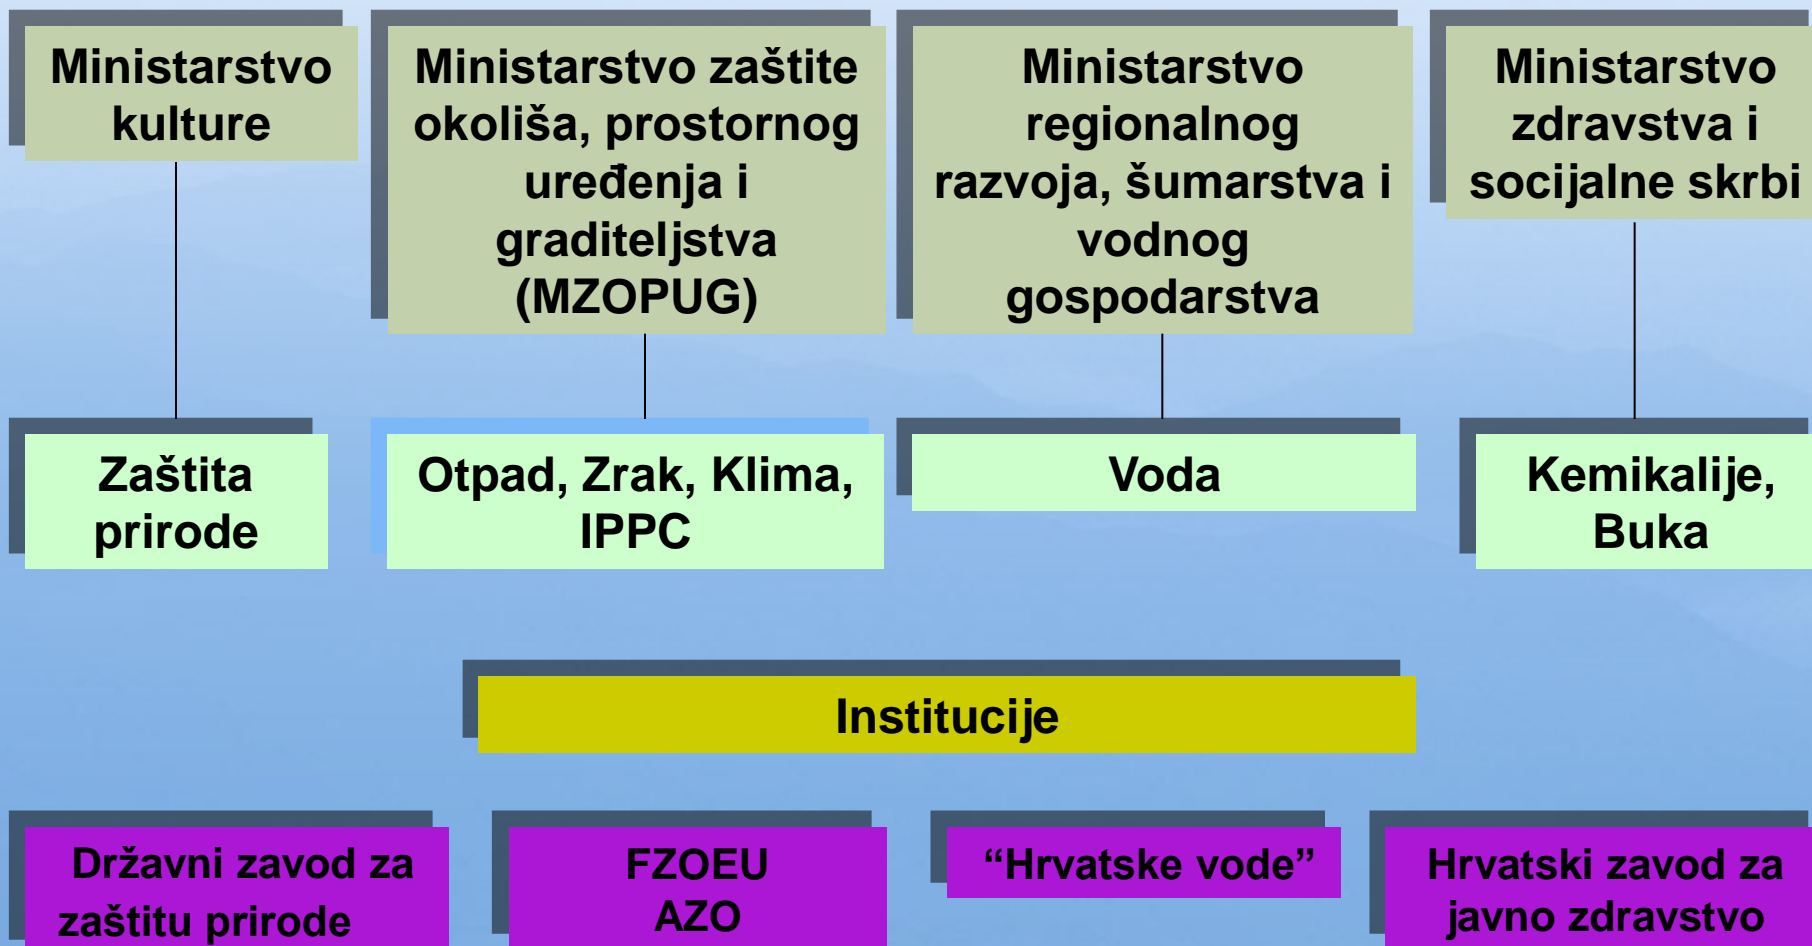 Ministarstvo
kulture
Ministarstvo zaštite
okoliša, prostornog
uređenja i
graditeljstva
(MZOPUG)
Ministarstvo
regionalnog
razvoja, šumarstva i
vodnog
gospodarstva
Ministarstvo
zdravstva i
socijalne skrbi
Zaštita
prirode
Otpad, Zrak, Klima,
IPPC
Voda
Kemikalije,
Buka
Institucije
Državni zavod za
zaštitu prirode
FZOEU
AZO
“Hrvatske vode”
Hrvatski zavod za
javno zdravstvo